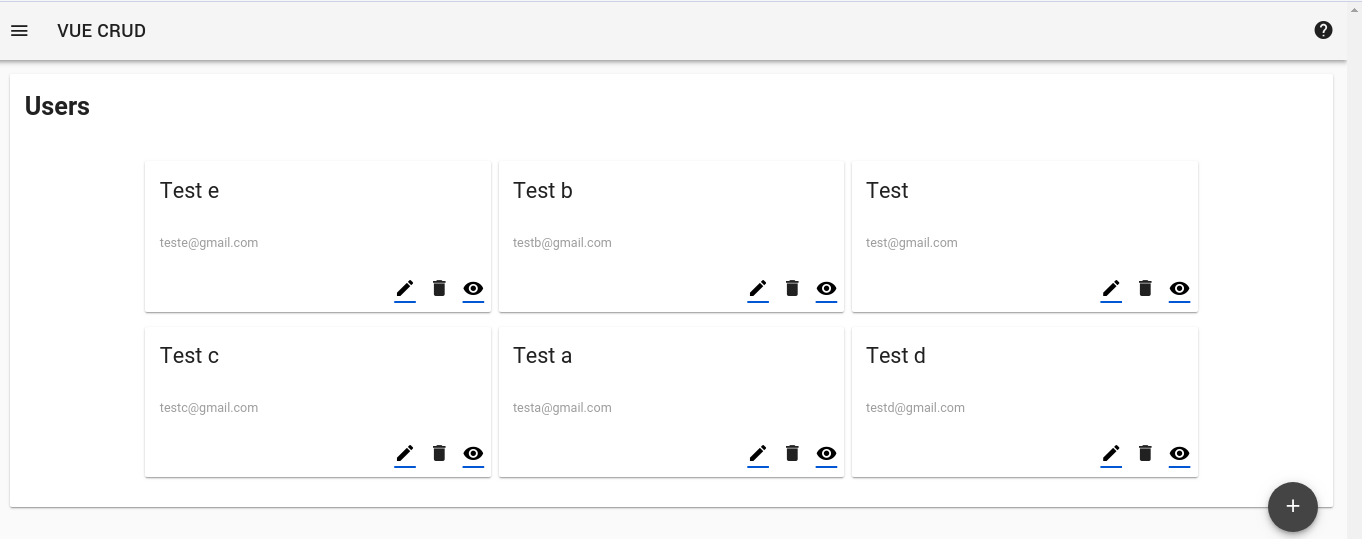 VUE CRUD
Users
Test e
teste@gmail.com
Test b
testb@gmail.com
Test
test@gmail.com
Test c
testc@gmail.com
Test a
testa@gmail.com
Test d
testd@gmail.com